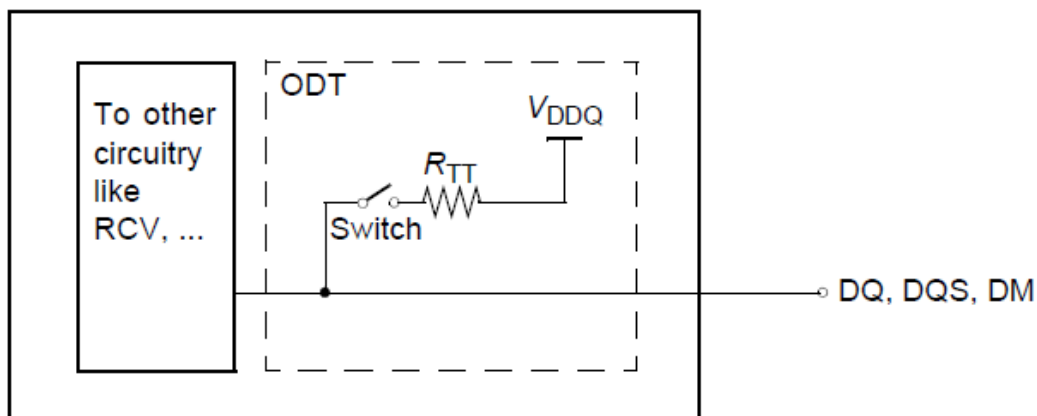 To other
circuitry
like
RCV, ...
ODT
VDDQ
RTT
Switch
DQ, DQS, DM